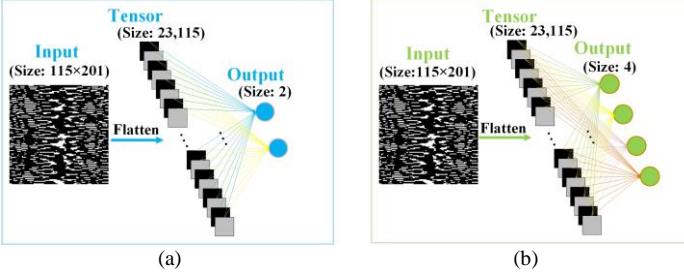 Tensor
(Size: 23,115)
Input
(Size: 115×201)
Output
(Size: 2)
Flatten
(a)
Tensor
(Size: 23,115)
Input
(Size:115×201)
Output
(Size: 4)
Flatten
(b)